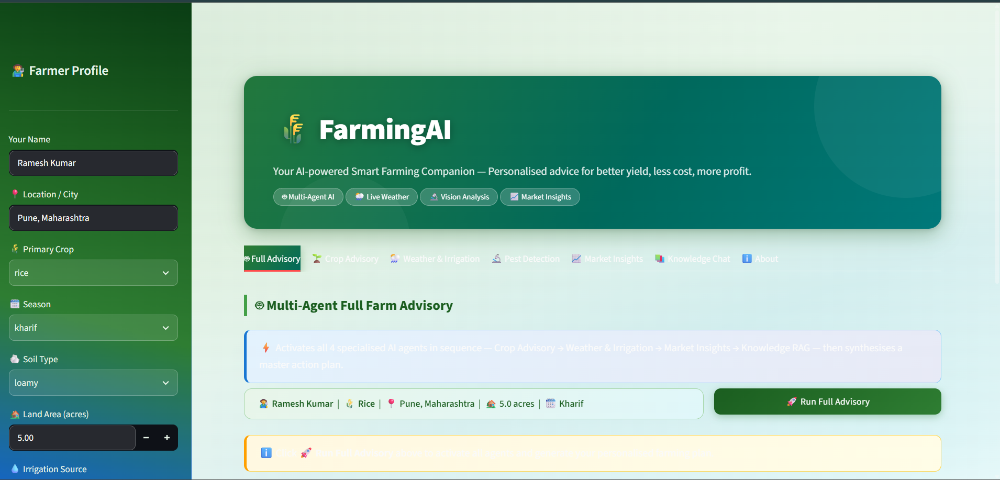 Farmer Profile
Your Name
Ramesh Kumar
Location / City
Pune, Maharashtra
Primary Crop
rice
Season
kharif
Soil Type
loamy
Land Area (acres)
5.00
Irrigation Source
FarmingAI
Your AI-powered Smart Farming Companion — Personalised advice for better yield, less cost, more profit.
Multi-Agent AI Live Weather Vision Analysis Market Insights
Full Advisory Crop Advisory Weather & Irrigation Pest Detection Market Insights Knowledge Chat About
Multi-Agent Full Farm Advisory
Activates all 4 specialised AI agents in sequence — Crop Advisory → Weather & Irrigation → Market Insights → Knowledge RAG — then synthesises a
master action plan.
Ramesh Kumar | Rice | Pune, Maharashtra | 5.0 acres | Kharif
Run Full Advisory
Click Run Full Advisory